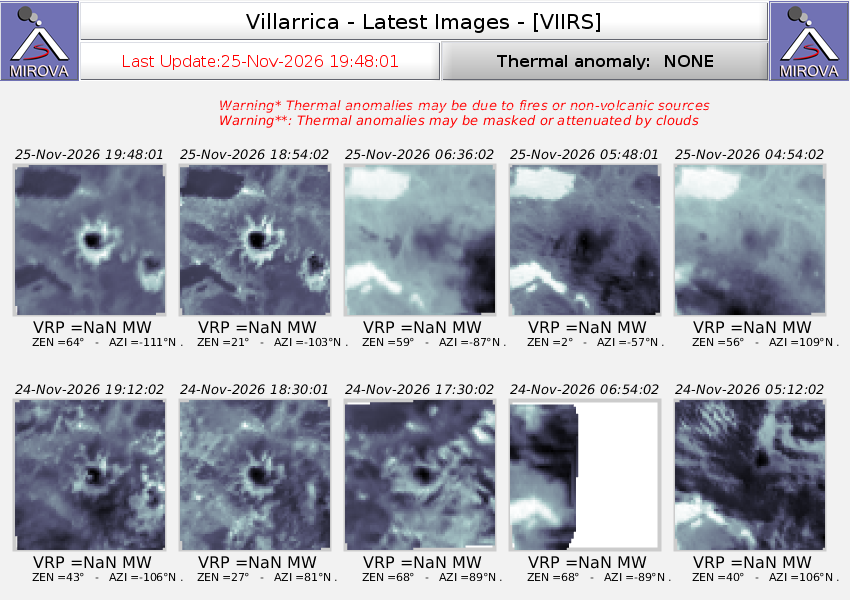 Villarrica - Latest Images - [VIIRS]
MIROVA
Last Update:25-Nov-2026 19:48:01
Thermal anomaly: NONE
MIROVA
Warning* Thermal anomalies may be due to fires or non-volcanic sources
Warning**: Thermal anomalies may be masked or attenuated by clouds
25-Nov-2026 19:48:01 25-Nov-2026 18:54:02 25-Nov-2026 06:36:02 25-Nov-2026 05:48:01 25-Nov-2026 04:54:02
VRP =NaN MW VRP =NaN MW VRP =NaN MW VRP =NaN MW VRP =NaN MW
ZEN =64° - AZI =-111°N . ZEN =21° - AZI =-103°N . ZEN =59° - AZI =-87°N . ZEN =2° - AZI =-57°N . ZEN =56° - AZI =109°N .
24-Nov-2026 19:12:02 24-Nov-2026 18:30:01 24-Nov-2026 17:30:02 24-Nov-2026 06:54:02 24-Nov-2026 05:12:02
VRP =NaN MW VRP =NaN MW VRP =NaN MW VRP =NaN MW VRP =NaN MW
ZEN =43° - AZI =-106°N . ZEN =27° - AZI =81°N . ZEN =68° - AZI =89°N . ZEN =68° - AZI =-89°N . ZEN =40° - AZI =106°N .